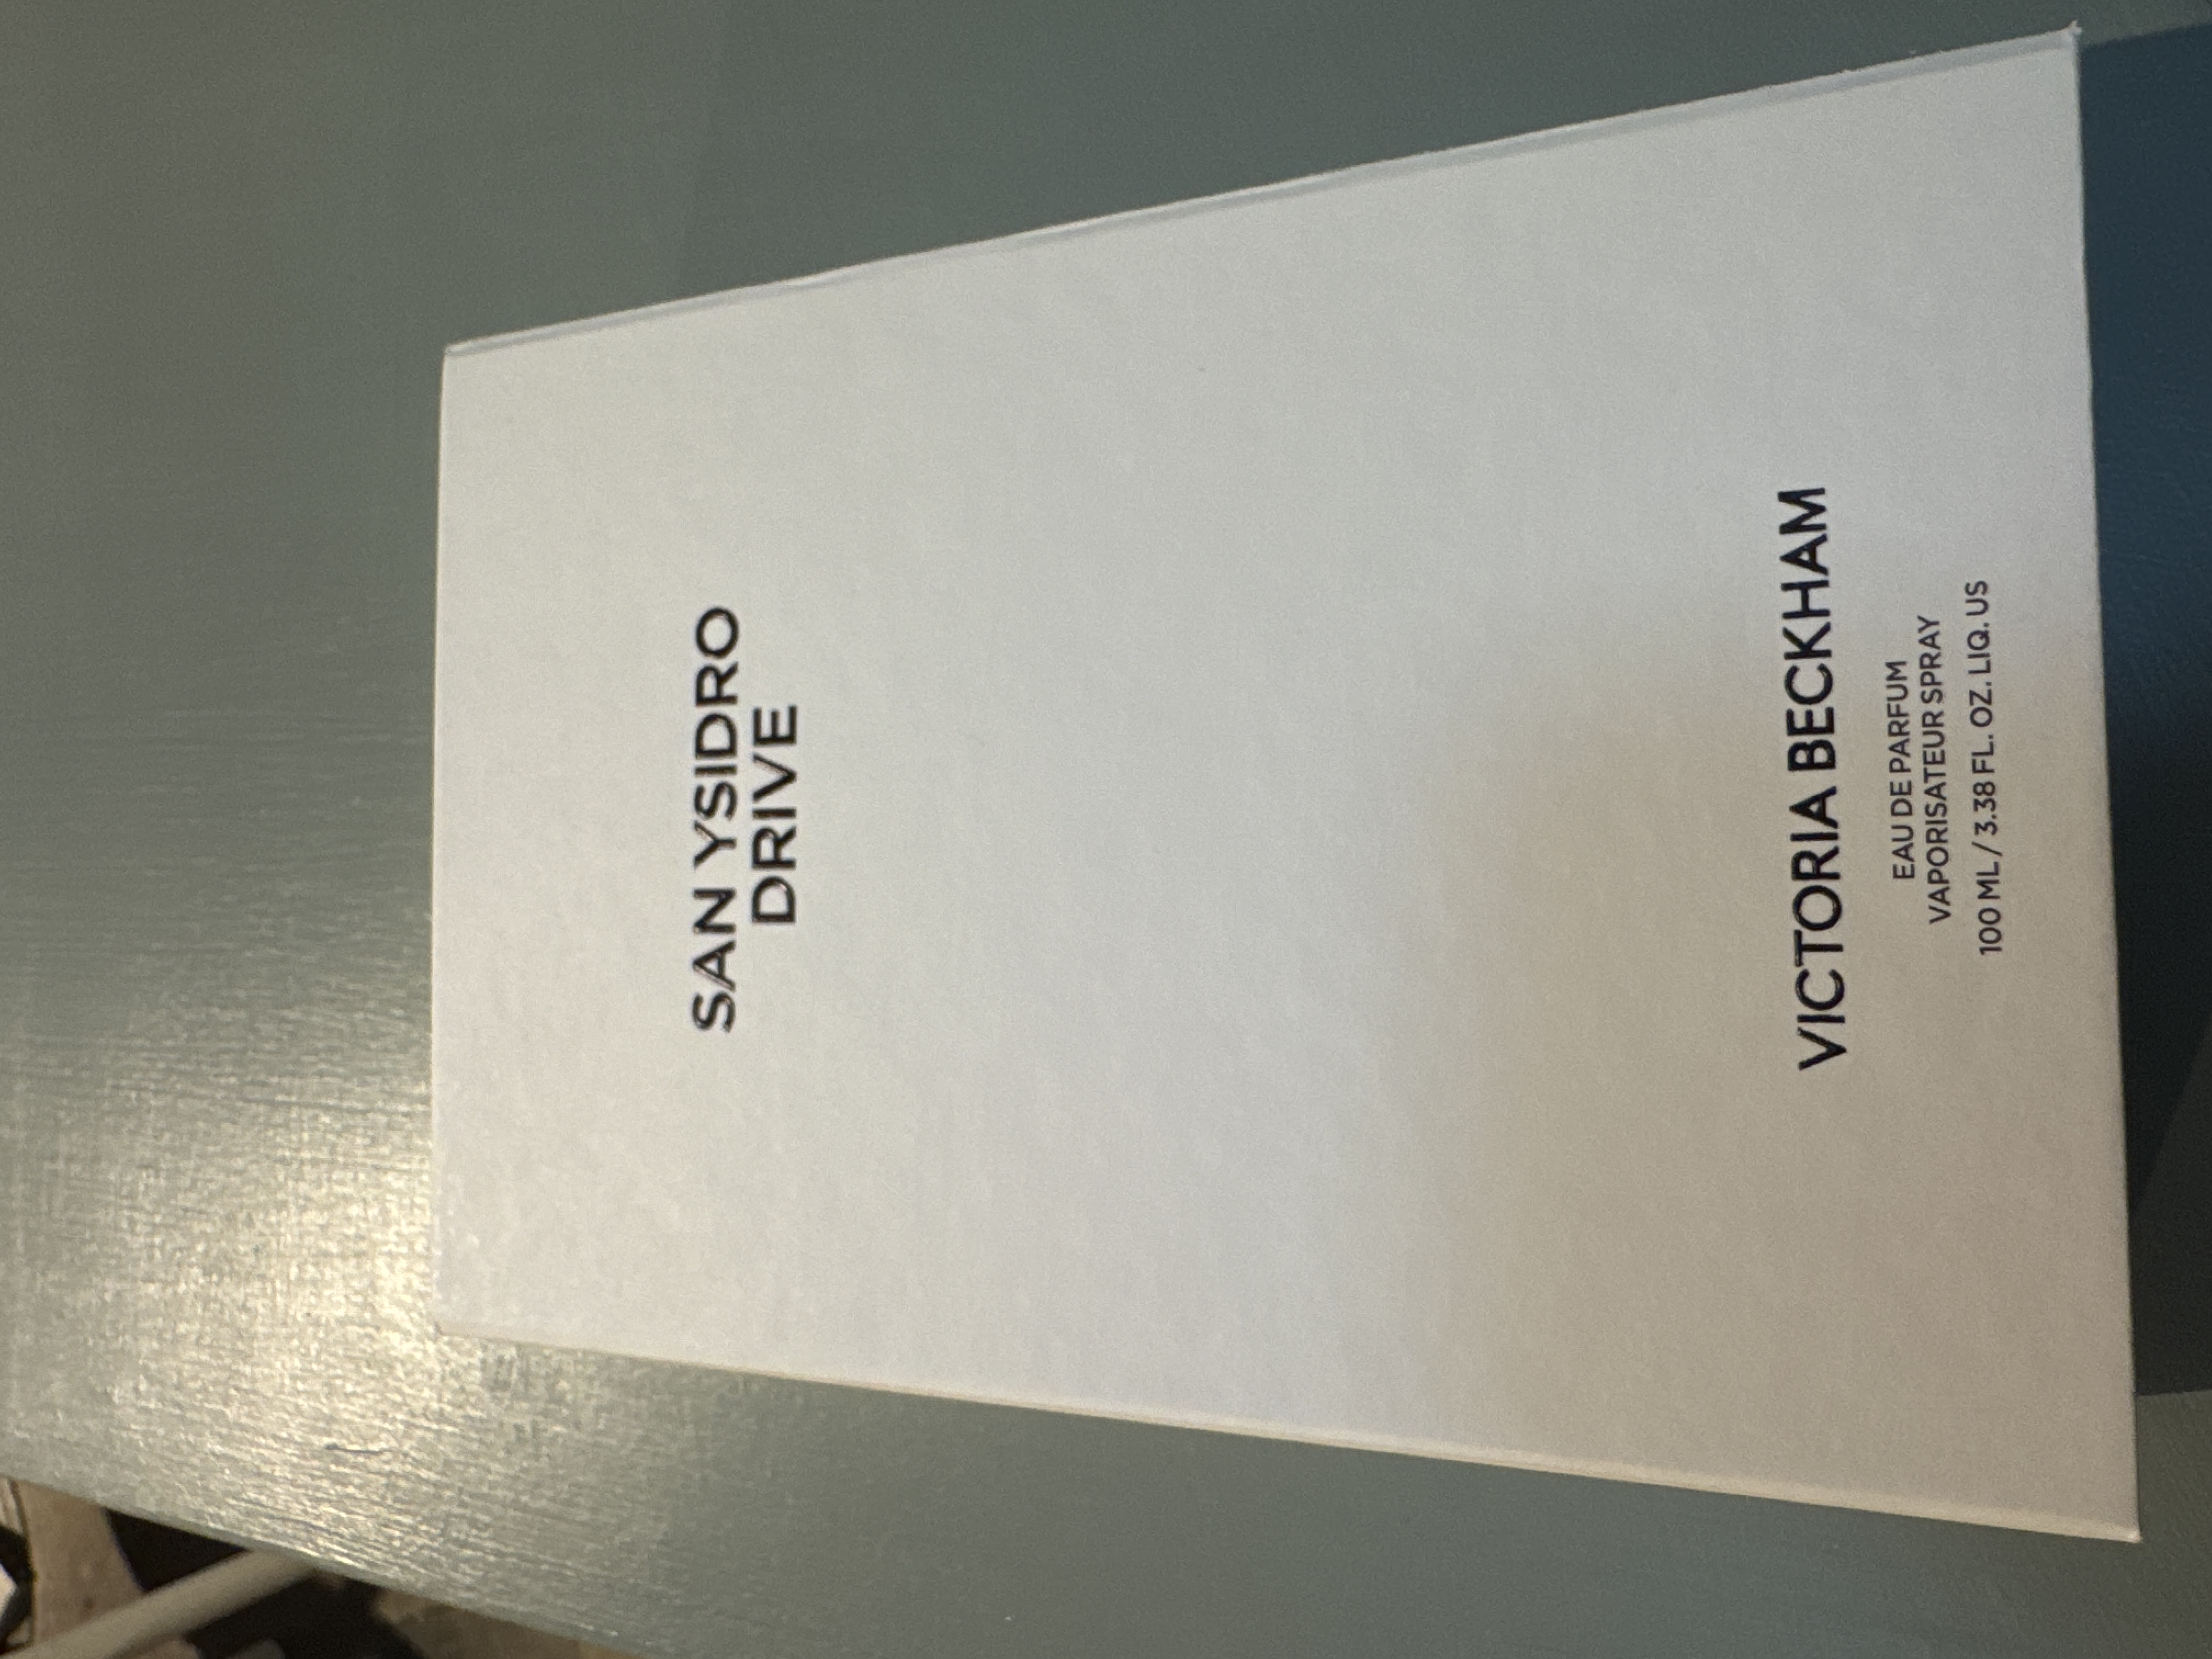 SAN YSIDRO
DRIVE
VICTORIA BECKHAM
EAU DE PARFUM
VAPORISATEUR SPRAY
100 ML / 3.38 FL. OZ. LIQ. US